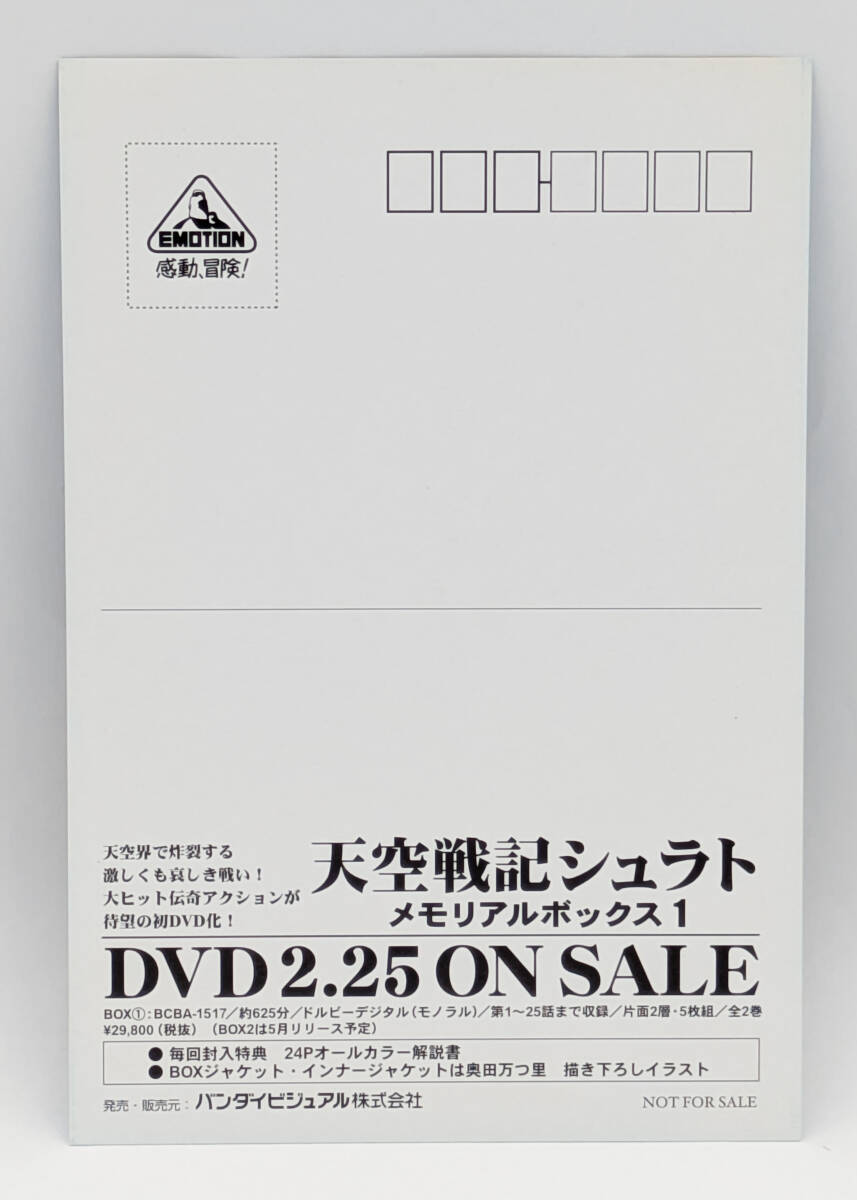 EMOTION
感動、冒険!
天空界で炸裂する
激しくも哀しき戦い!
大ヒット伝奇アクションが
待望の初DVD化!
天空戦記シュラト
メモリアルボックス1
DVD 2.25 ON SALE
BOX①:BCBA-1517/約625分/ドルビーデジタル(モノラル)/第1〜25話まで収録/片面2層・5枚組/全2巻
¥29,800(税抜) (BOX2は5月リリース予定)
● 毎回封入特典 24Pオールカラー解説書
● BOXジャケット・インナージャケットは奥田万つ里 描き下ろしイラスト
発売・販売元:バンダイビジュアル株式会社
NOT FOR SALE